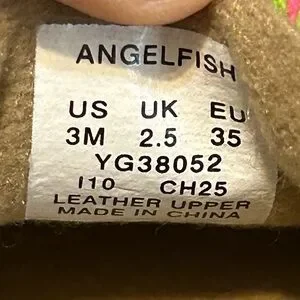 ANGELFISH
US UK EU
3M 2.5 35
YG38052
I10 CH25
LEATHER UPPER
MADE IN CHINA